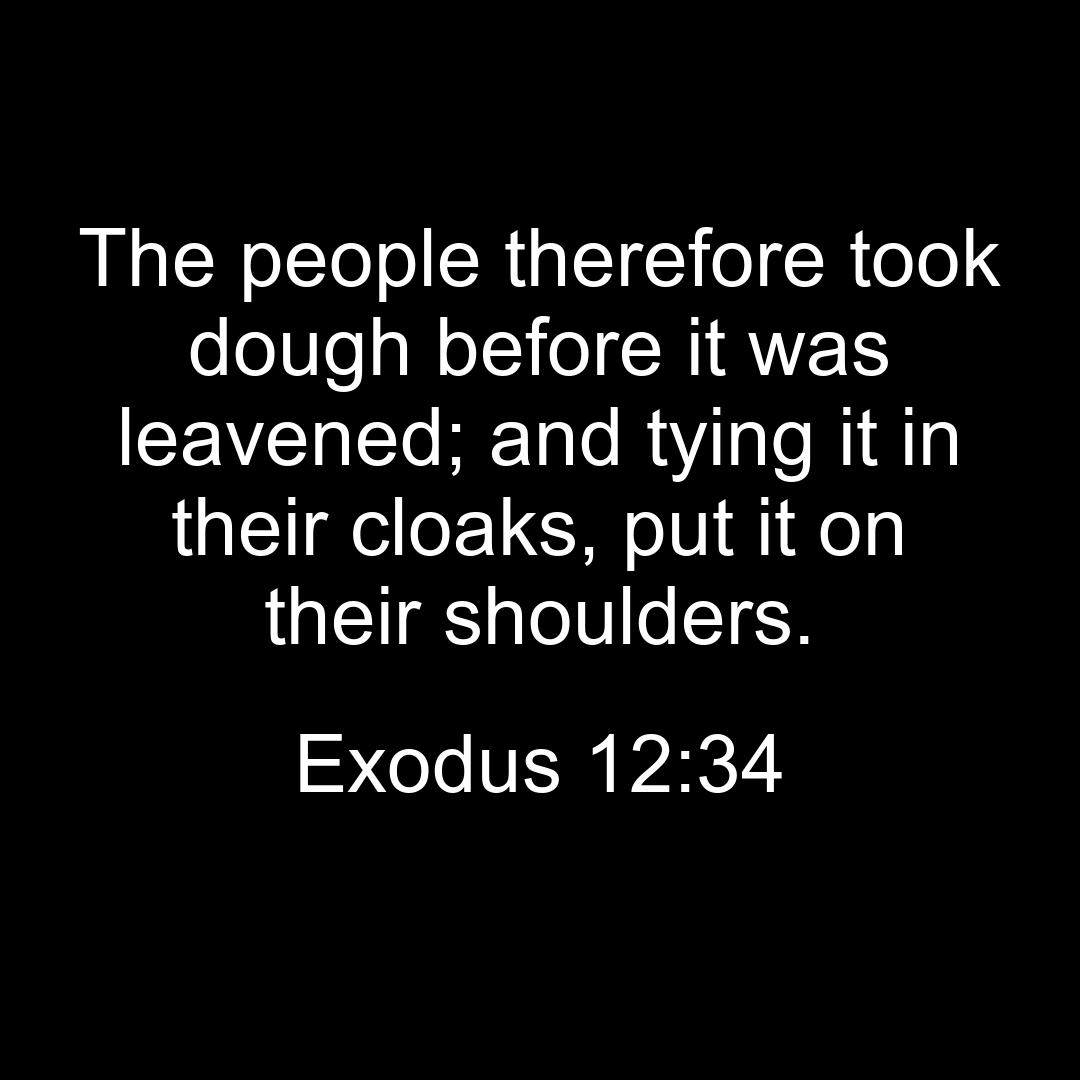 The people therefore took
dough before it was
leavened; and tying it in
their cloaks, put it on
their shoulders.
Exodus 12:34